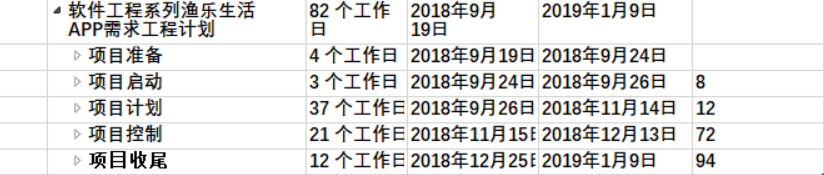 软件工程系列渔乐生活 82 个工作 2018年9月 2019年1月9日
APP需求工程计划 日 19日
项目准备 4 个工作日 2018年9月19日 2018年9月24日
项目启动 3 个工作日 2018年9月24日 2018年9月26日 8
项目计划 37 个工作日 2018年9月26日 2018年11月14日 12
项目控制 21 个工作日 2018年11月15日 2018年12月13日 72
项目收尾 12 个工作日 2018年12月25日 2019年1月9日 94